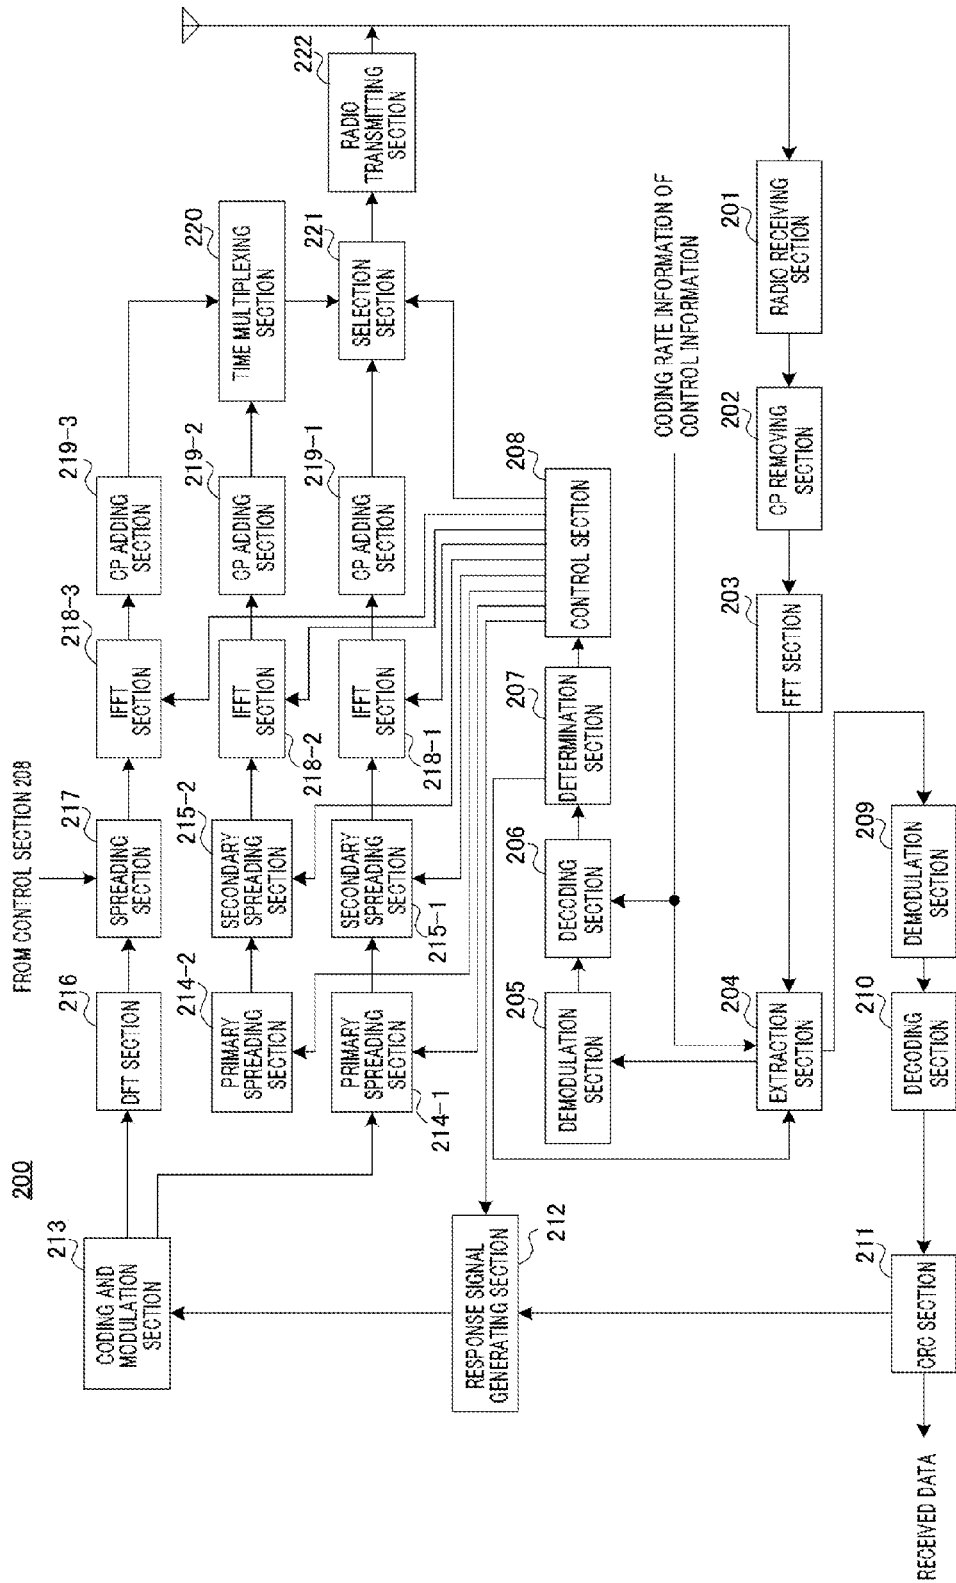 200
FROM CONTROL SECTION 208
213
CODING AND
MODULATION
SECTION
216
DFT SECTION
217
SPREADING
SECTION
218-3
IFFT
SECTION
219-3
CP ADDING
SECTION
214-2
PRIMARY
SPREADING
SECTION
215-2
SECONDARY
SPREADING
SECTION
218-2
IFFT
SECTION
219-2
CP ADDING
SECTION
220
TIME MULTIPLEXING
SECTION
214-1
PRIMARY
SPREADING
SECTION
215-1
SECONDARY
SPREADING
SECTION
218-1
IFFT
SECTION
219-1
CP ADDING
SECTION
221
SELECTION
SECTION
222
RADIO
TRANSMITTING
SECTION
212
RESPONSE SIGNAL
GENERATING SECTION
205
DEMODULATION
SECTION
206
DECODING
SECTION
207
DETERMINATION
SECTION
208
CONTROL SECTION
CODING RATE INFORMATION OF
CONTROL INFORMATION
204
EXTRACTION
SECTION
203
FFT SECTION
202
CP REMOVING
SECTION
201
RADIO RECEIVING
SECTION
211
CRC SECTION
210
DECODING
SECTION
209
DEMODULATION
SECTION
RECEIVED DATA